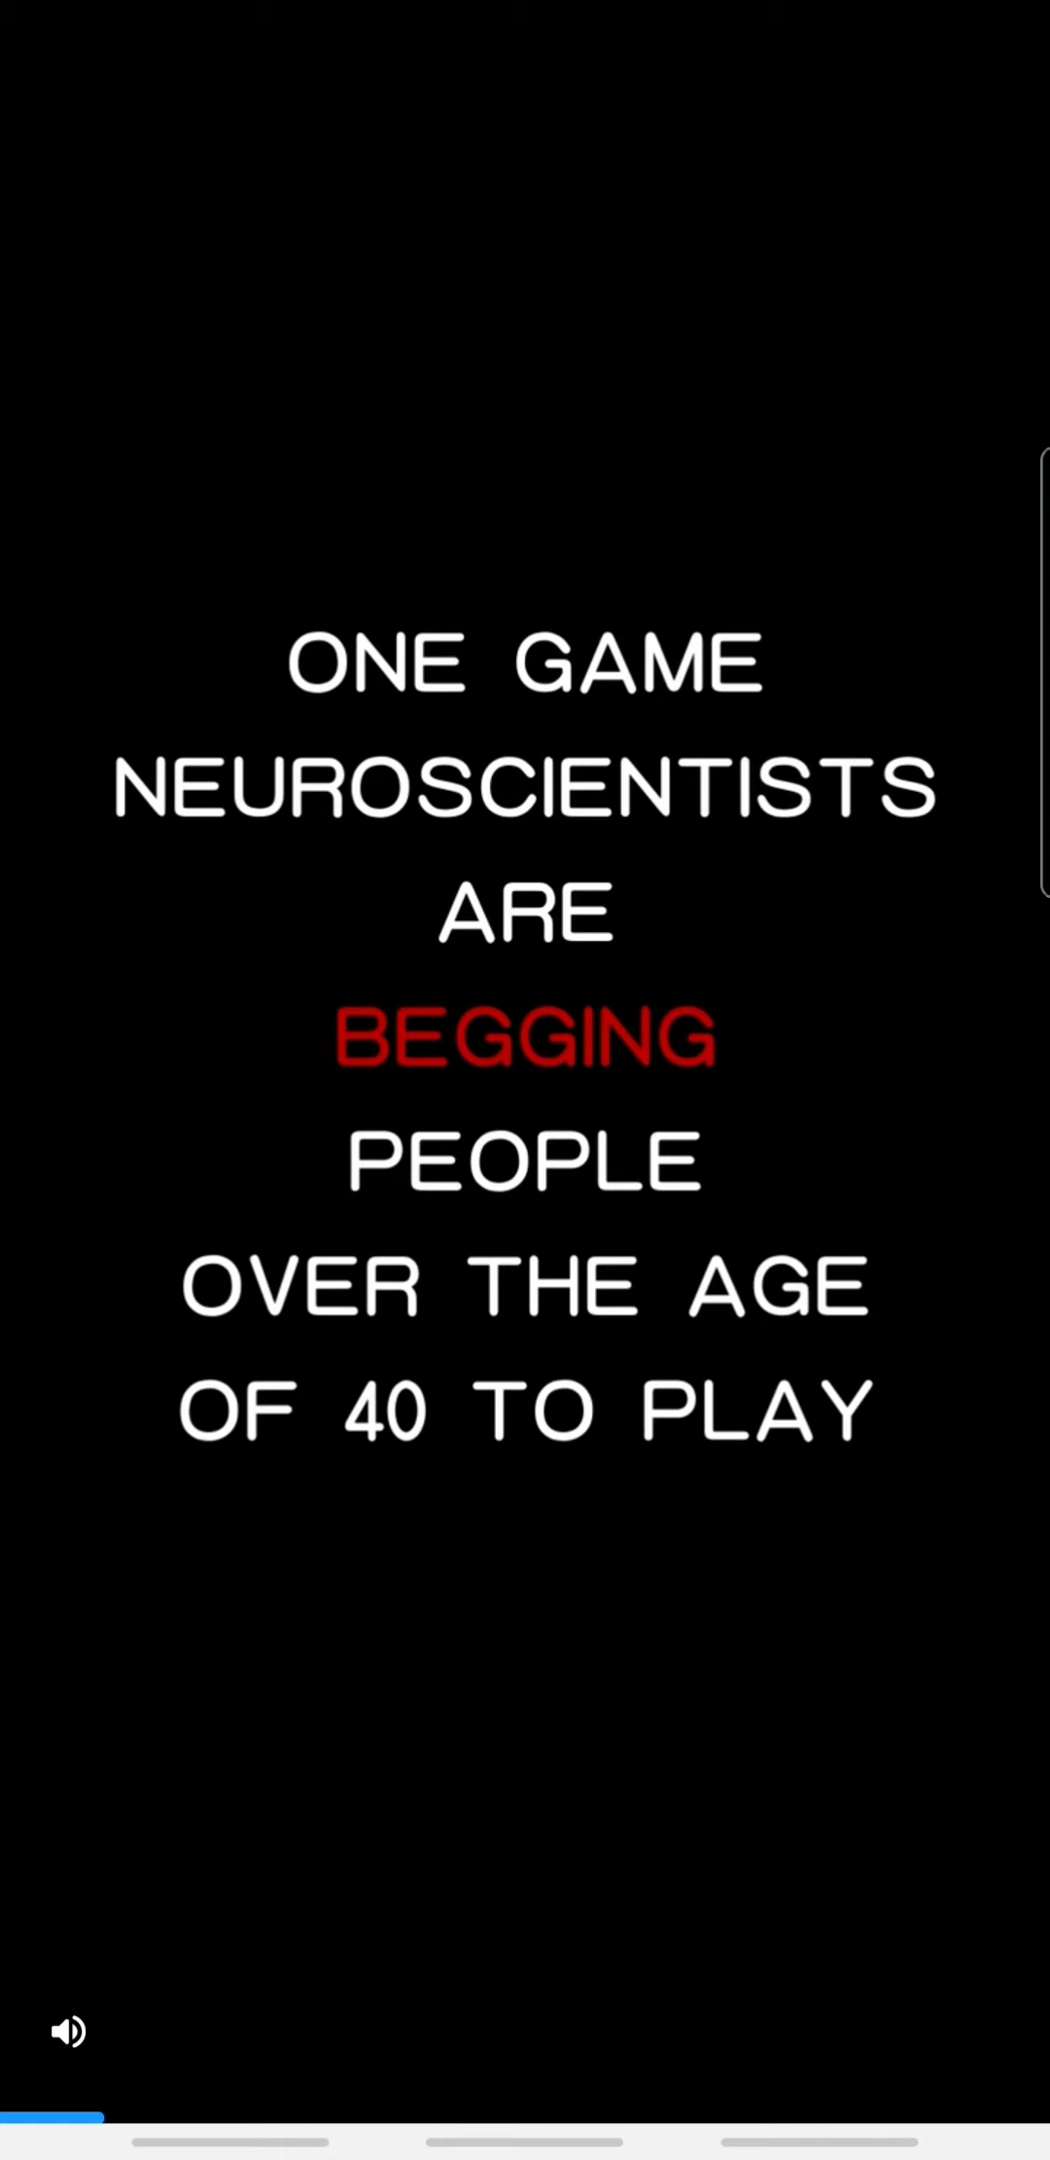 ONE GAME
NEUROSCIENTISTS
ARE
BEGGING
PEOPLE
OVER THE AGE
OF 40 TO PLAY